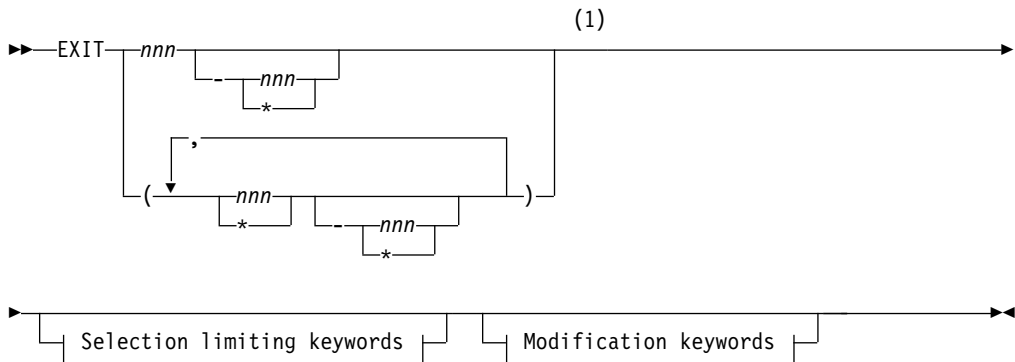 (1)
EXIT nnn
- nnn
*
,
( nnn )
* - nnn
*
Selection limiting keywords Modification keywords